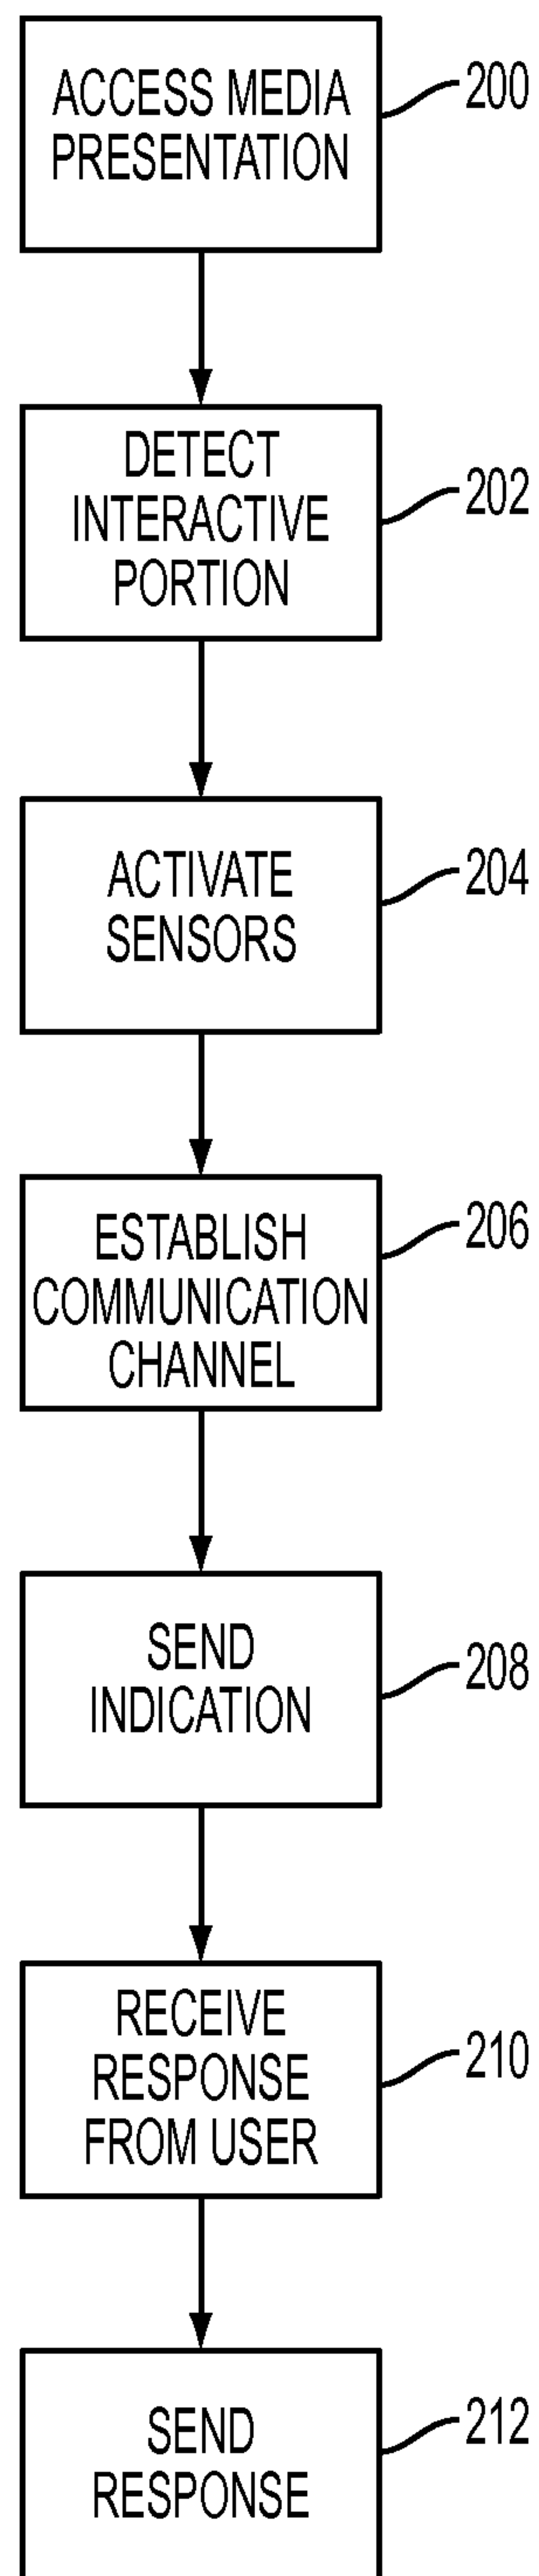 ACCESS MEDIA
PRESENTATION
200
DETECT
INTERACTIVE
PORTION
202
ACTIVATE
SENSORS
204
ESTABLISH
COMMUNICATION
CHANNEL
206
SEND
INDICATION
208
RECEIVE
RESPONSE
FROM USER
210
SEND
RESPONSE
212